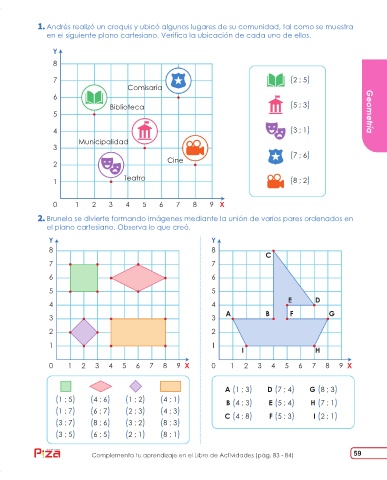 1. Andrés realizó un croquis y ubicó algunos lugares de su comunidad, tal como se muestra
en el siguiente plano cartesiano. Verifica la ubicación de cada uno de ellos.
Y
8
7
6
5
4
3
2
1
0 1 2 3 4 5 6 7 8 9 X
Comisaría
Biblioteca
Municipalidad
Cine
Teatro
(2 ; 5)
(5 ; 3)
(3 ; 1)
(7 ; 6)
(8 ; 2)
Geometría
2. Brunela se divierte formando imágenes mediante la unión de varios pares ordenados en
el plano cartesiano. Observa lo que creó.
Y
8
7
6
5
4
3
2
1
0 1 2 3 4 5 6 7 8 9 X
Y
8
7
6
5
4
3
2
1
0 1 2 3 4 5 6 7 8 9 X
C
E D
A B F G
I H
(1 ; 5) (4 ; 6) (1 ; 2) (4 ; 1)
(1 ; 7) (6 ; 7) (2 ; 3) (4 ; 3)
(3 ; 7) (8 ; 6) (3 ; 2) (8 ; 3)
(3 ; 5) (6 ; 5) (2 ; 1) (8 ; 1)
A (1 ; 3) D (7 ; 4) G (8 ; 3)
B (4 ; 3) E (5 ; 4) H (7 ; 1)
C (4 ; 8) F (5 ; 3) I (2 ; 1)
Complementa tu aprendizaje en el Libro de Actividades (pág. 83 - 84)
59